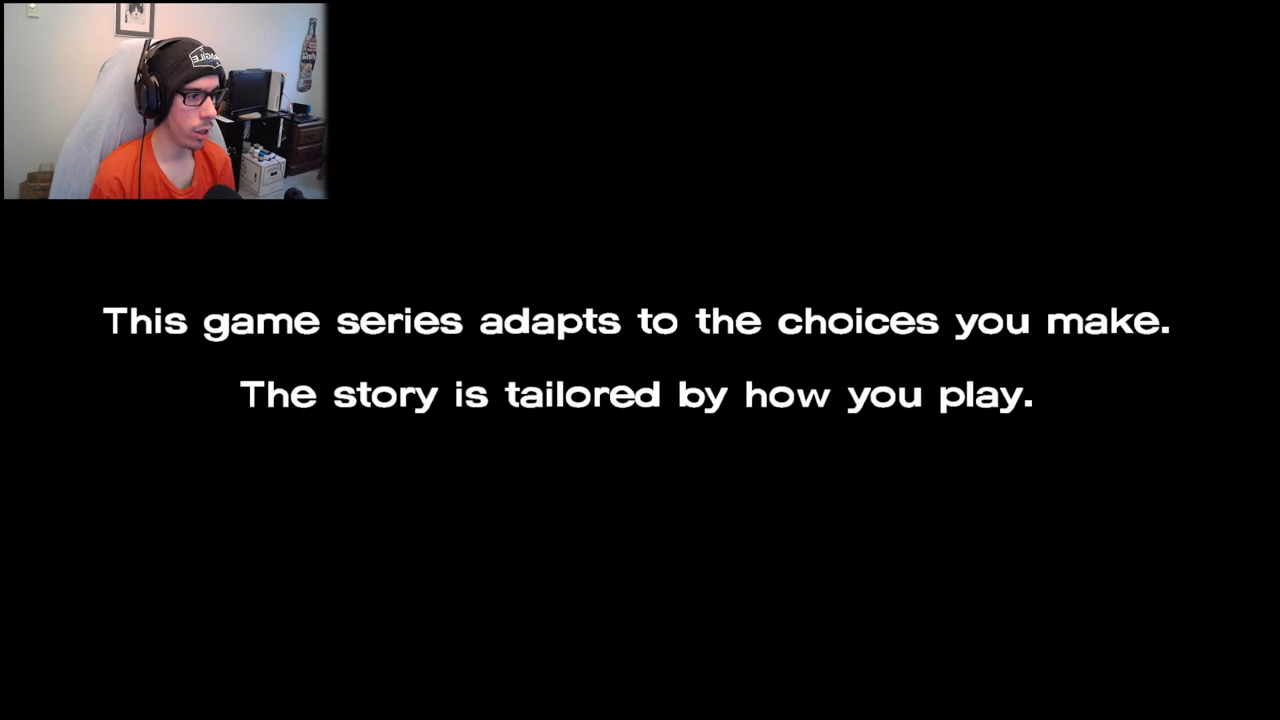 This game series adapts to the choices you make.
The story is tailored by how you play.